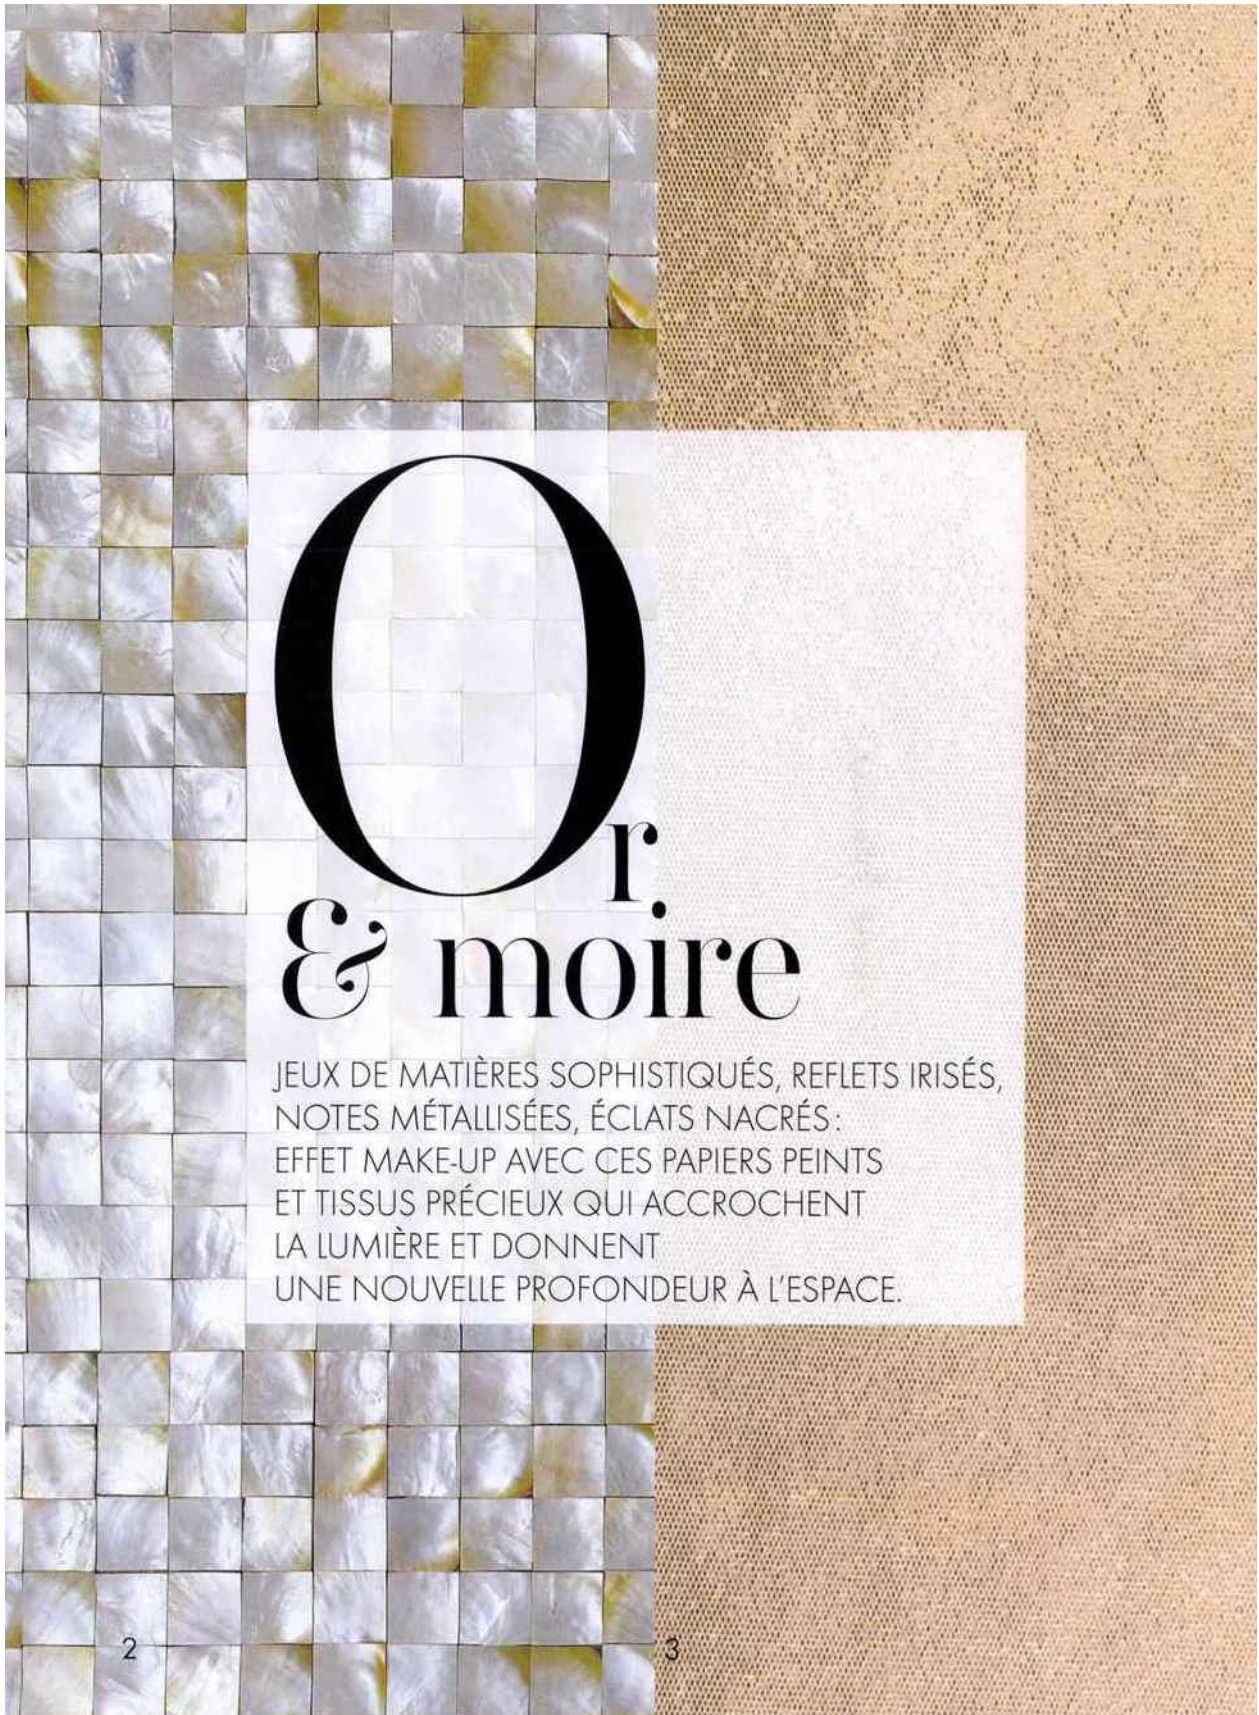 Or
& moire
JEUX DE MATIÈRES SOPHISTIQUÉS, REFLETS IRISÉS,
NOTES MÉTALLISÉES, ÉCLATS NACRÉS :
EFFET MAKE-UP AVEC CES PAPIERS PEINTS
ET TISSUS PRÉCIEUX QUI ACCROCHENT
LA LUMIÈRE ET DONNENT
UNE NOUVELLE PROFONDEUR À L'ESPACE.
2
3